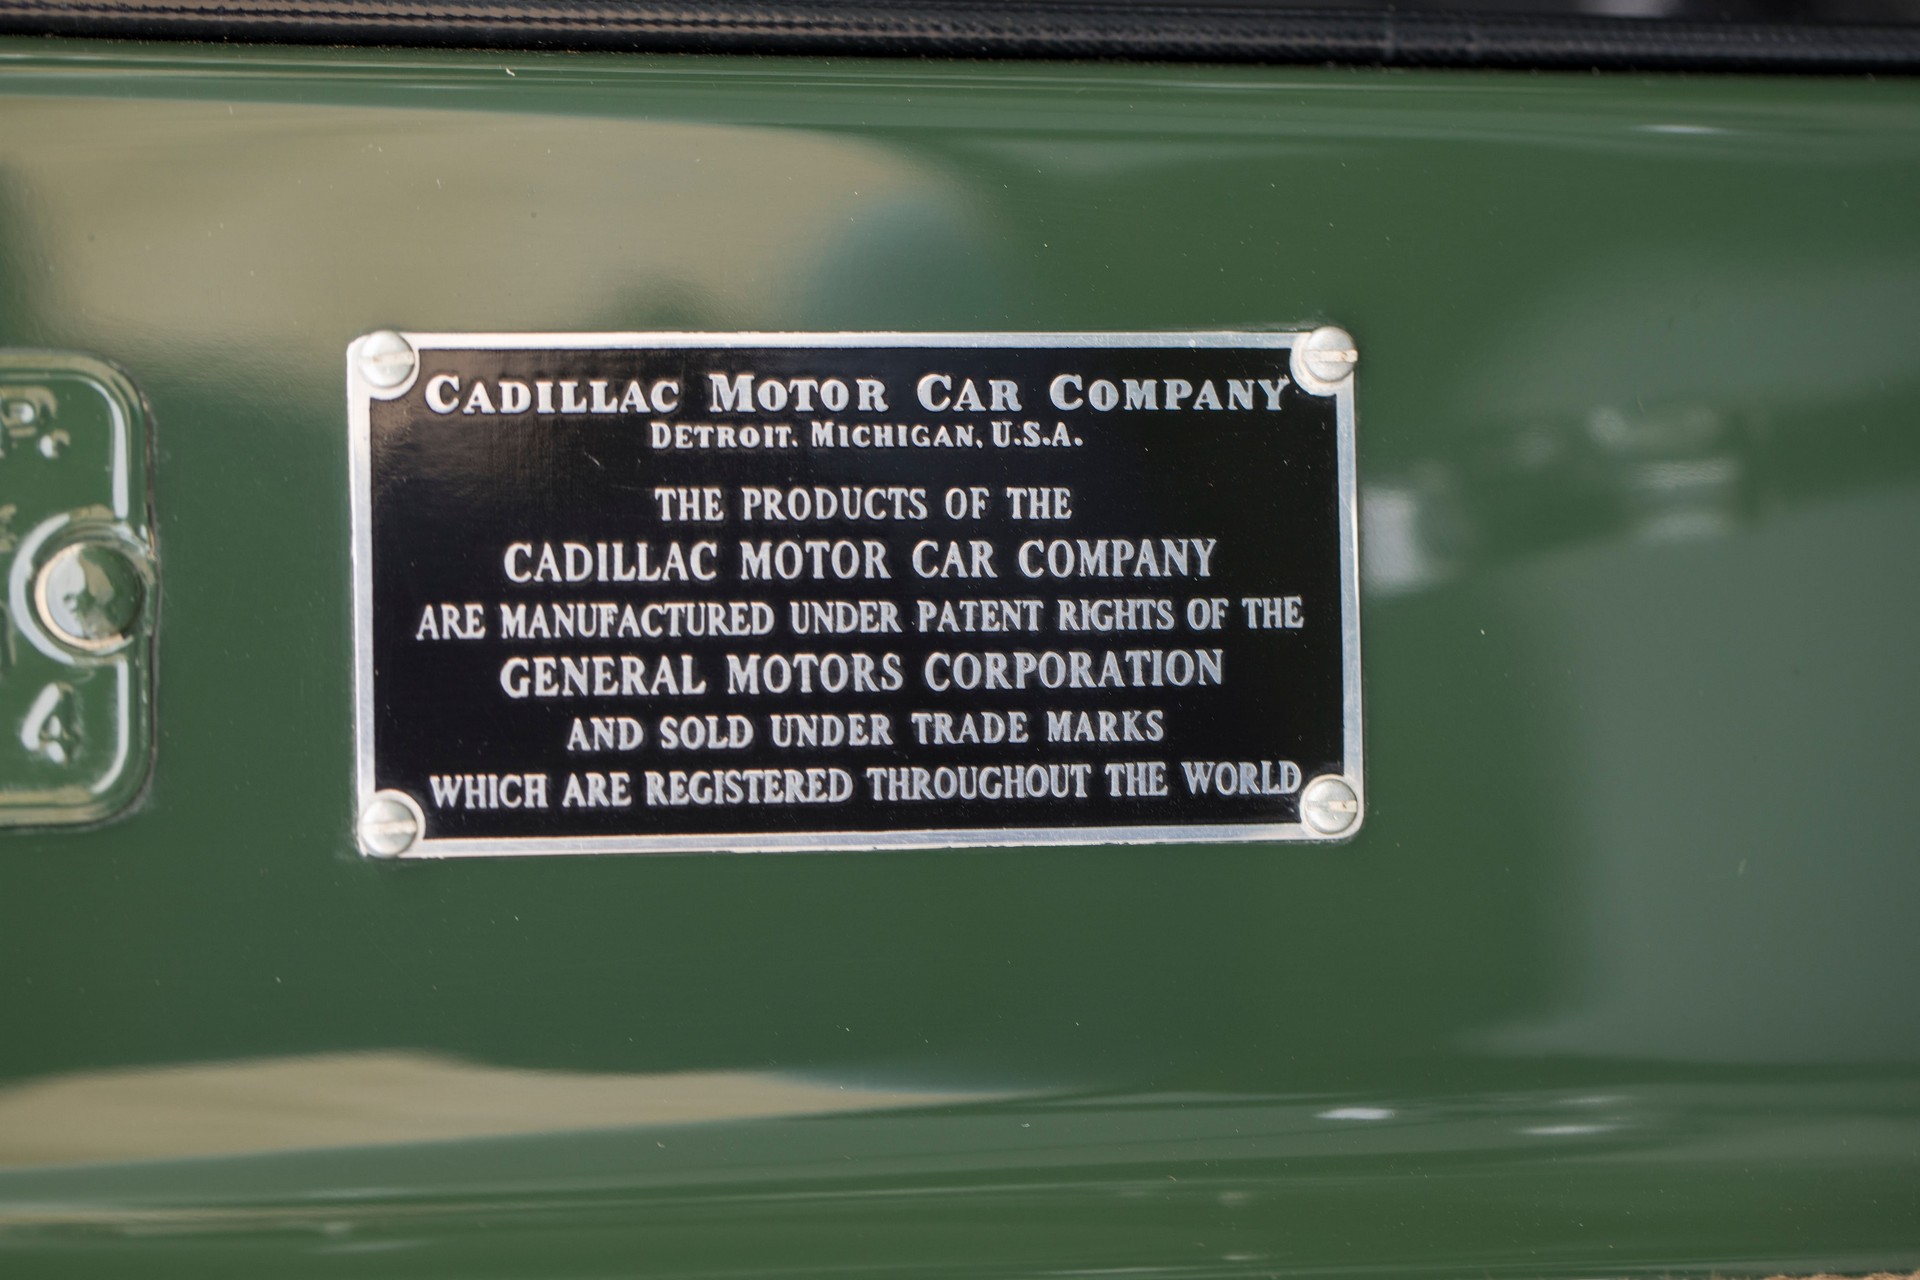 CADILLAC MOTOR CAR COMPANY
DETROIT. MICHIGAN, U.S.A.
THE PRODUCTS OF THE
CADILLAC MOTOR CAR COMPANY
ARE MANUFACTURED UNDER PATENT RIGHTS OF THE
GENERAL MOTORS CORPORATION
AND SOLD UNDER TRADE MARKS
WHICH ARE REGISTERED THROUGHOUT THE WORLD
P.
4